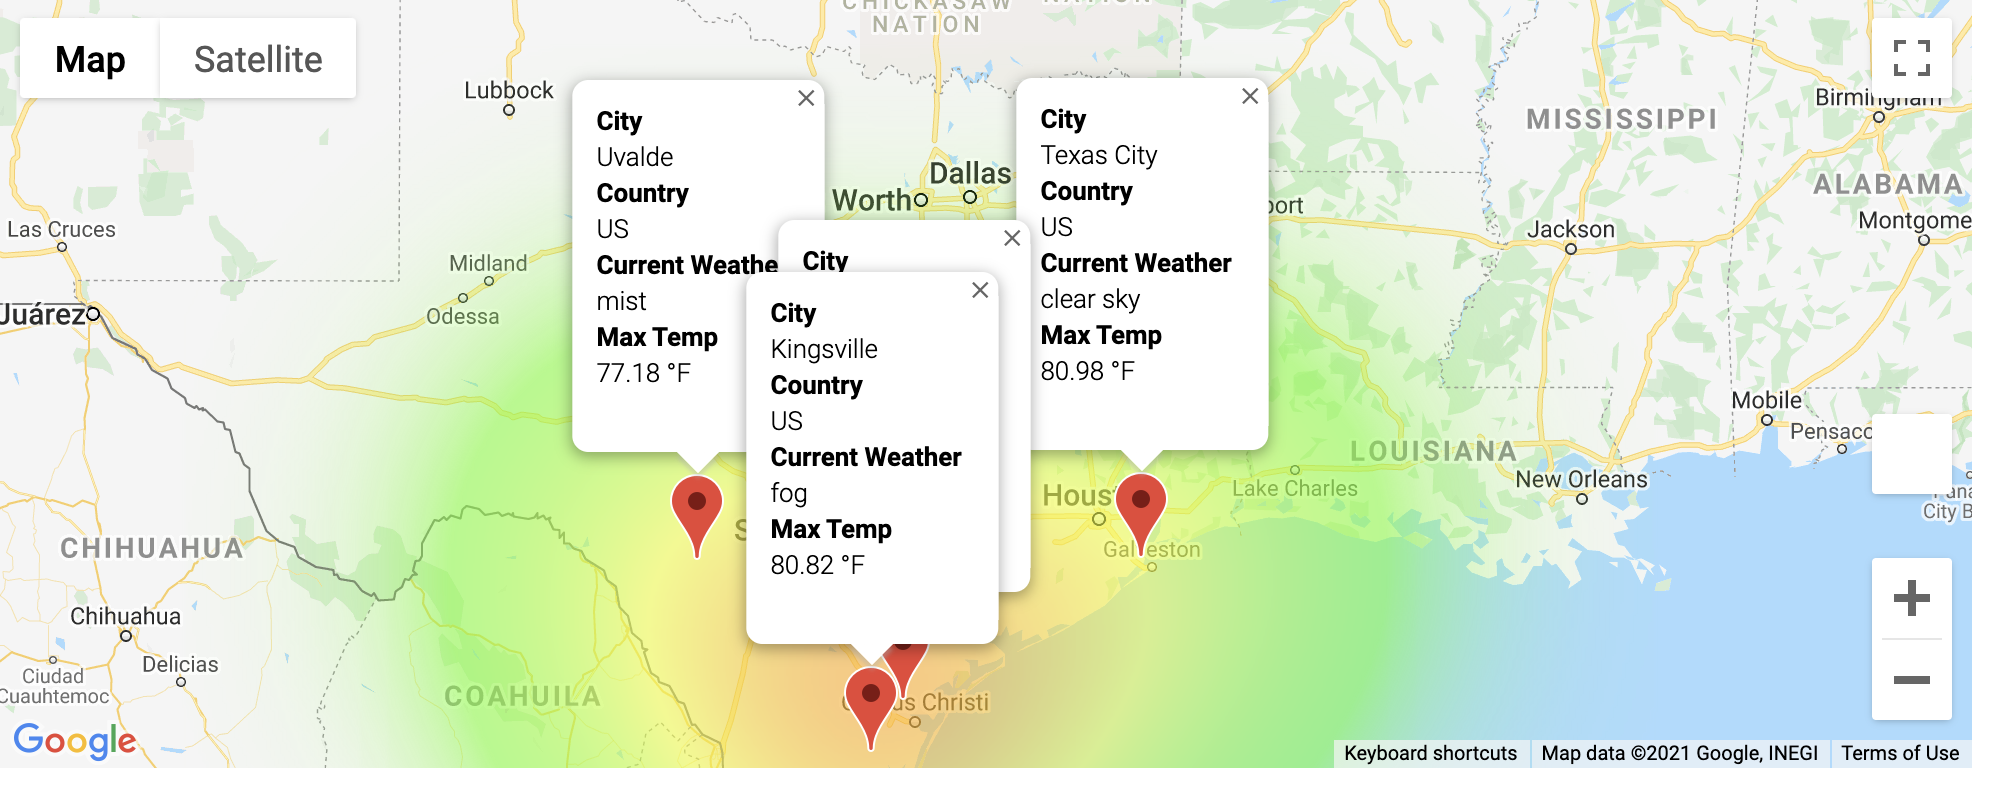 Map
Satellite
CHICKASAW
NATION
NATION
Lubbock
Birmingham
MISSISSIPPI
ALABAMA
Montgome
Jackson
Dallas
Worth
port
Las Cruces
Midland
Odessa
Juárez
City
Uvalde
Country
US
Current Weathe
mist
Max Temp
77.18 °F
City
City
Kingsville
Country
US
Current Weather
fog
Max Temp
80.82 °F
City
Texas City
Country
US
Current Weather
clear sky
Max Temp
80.98 °F
Mobile
Pensaco
LOUISIANA
New Orleans
Lake Charles
Hous
S
City B
CHIHUAHUA
Chihuahua
Delicias
Ciudad
Cuauhtemoc
COAHUILA
us Christi
Google
Keyboard shortcuts
Map data ©2021 Google, INEGI
Terms of Use